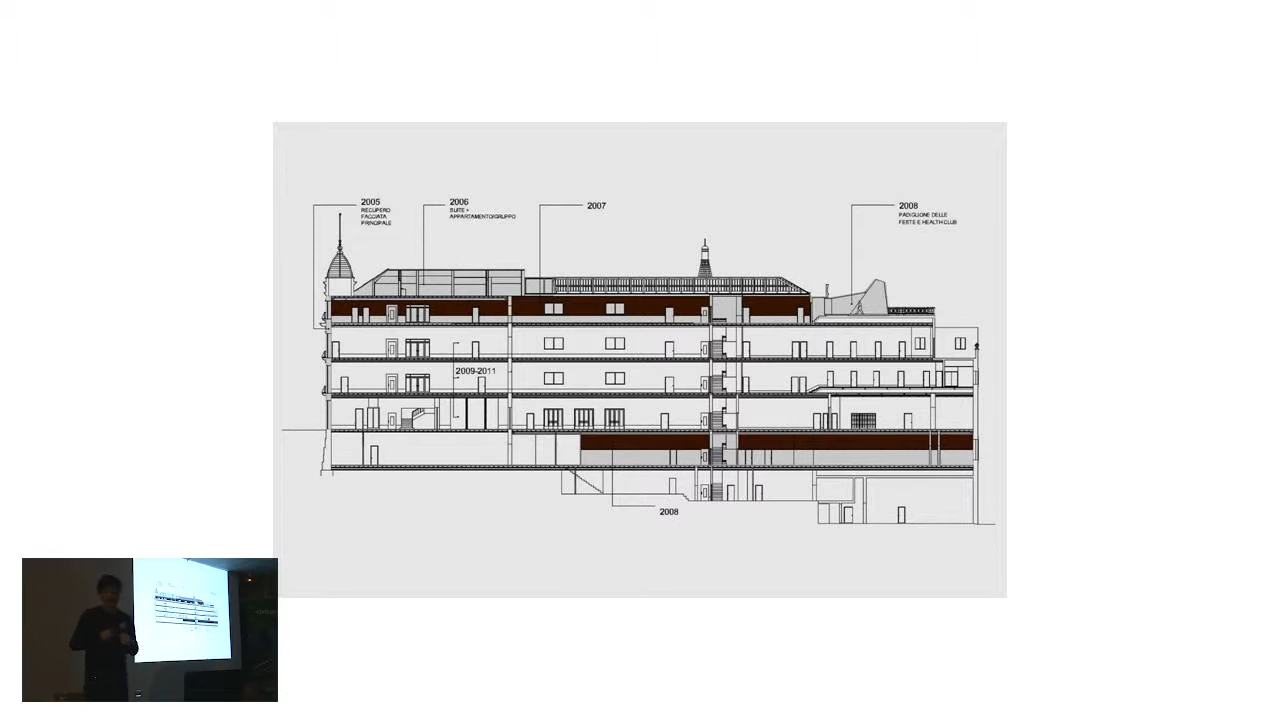 2005
RECUPERO
FACCIATA
PRINCIPALE
2006
SUITE +
APPARTAMENTO/GRUPPO
2007
2008
PADIGLIONE DELLE
FESTE E HEALTH CLUB
2009-2011
2008